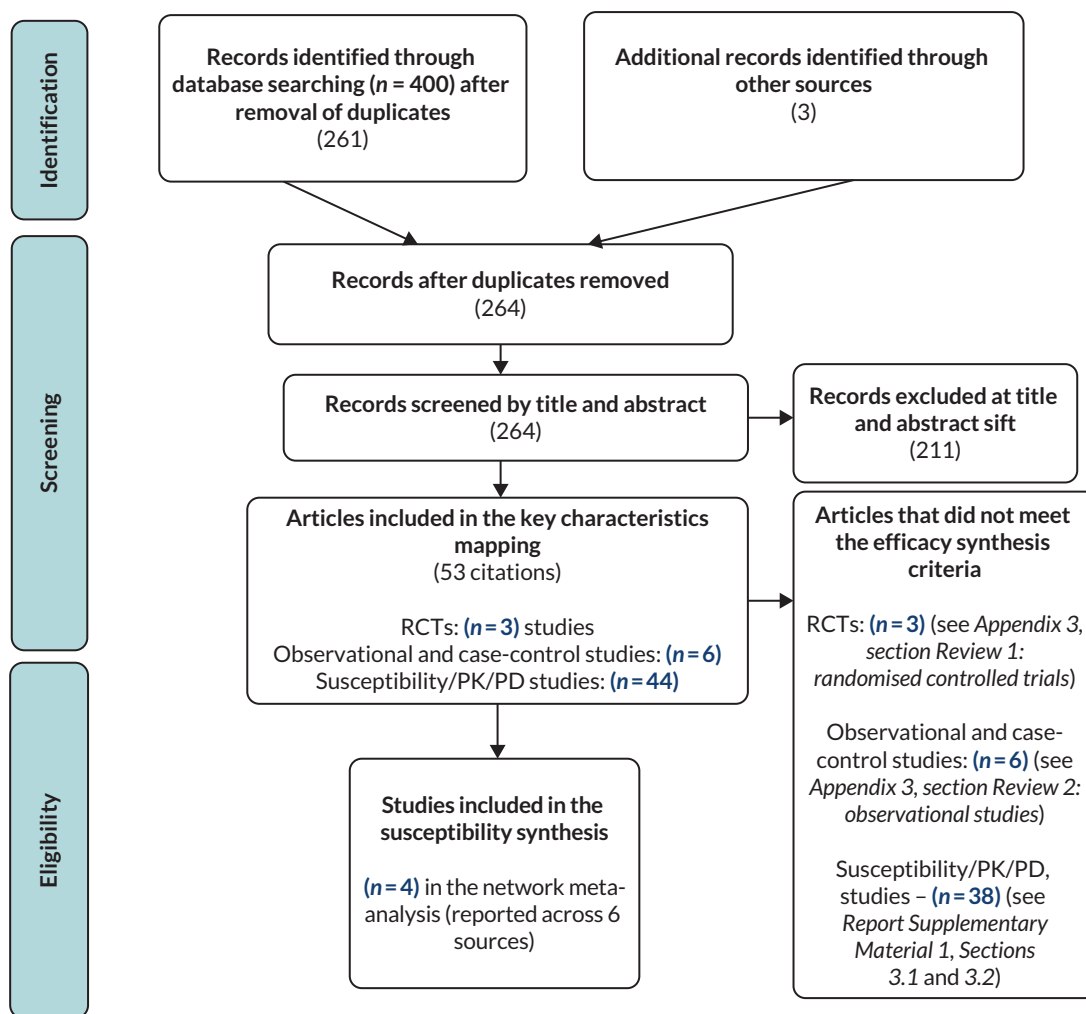 Identification
Records identified through
database searching (n = 400) after
removal of duplicates
(261)
Additional records identified through
other sources
(3)
Screening
Records after duplicates removed
(264)
Records screened by title and abstract
(264)
Records excluded at title
and abstract sift
(211)
Articles included in the key characteristics
mapping
(53 citations)
RCTs: (n = 3) studies
Observational and case-control studies: (n = 6)
Susceptibility/PK/PD studies: (n = 44)
Articles that did not meet
the efficacy synthesis
criteria
RCTs: (n = 3) (see Appendix 3,
section Review 1:
randomised controlled trials)
Observational and case-
control studies: (n = 6) (see
Appendix 3, section Review 2:
observational studies)
Susceptibility/PK/PD,
studies – (n = 38) (see
Report Supplementary
Material 1, Sections
3.1 and 3.2)
Eligibility
Studies included in the
susceptibility synthesis
(n = 4) in the network meta-
analysis (reported across 6
sources)